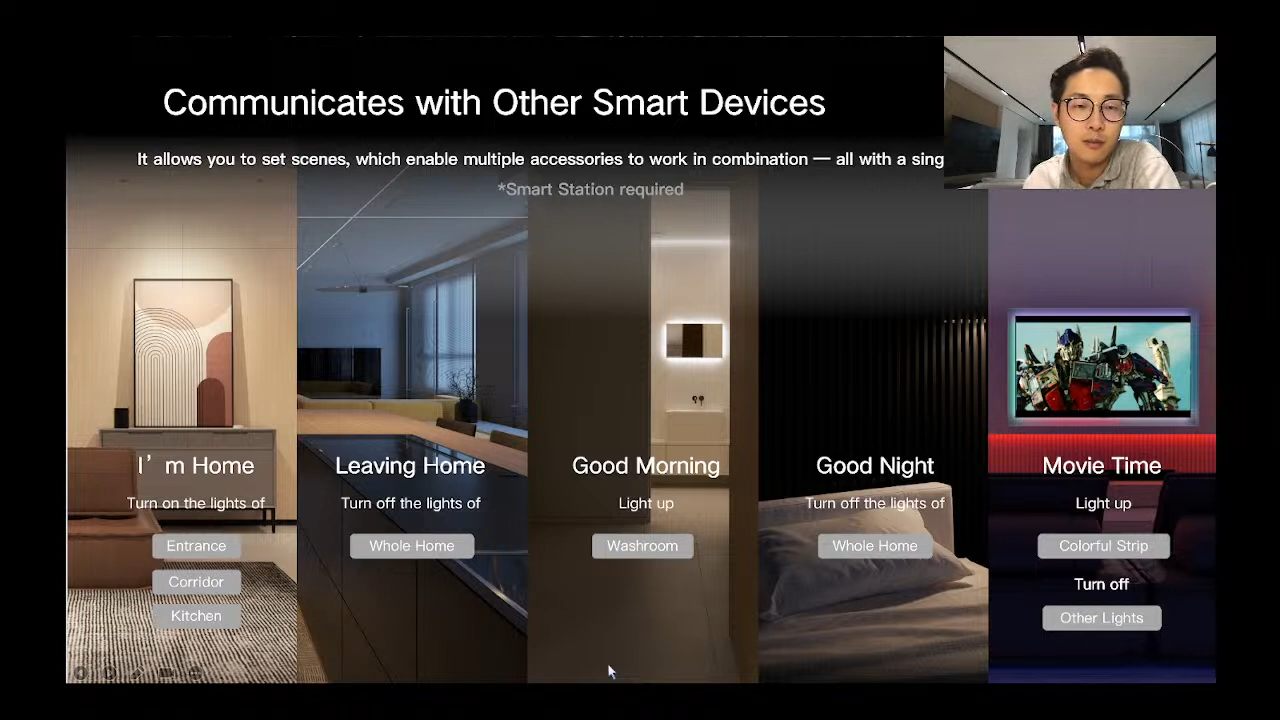 Communicates with Other Smart Devices
It allows you to set scenes, which enable multiple accessories to work in combination — all with a sing
*Smart Station required
I’m Home
Turn on the lights of
Entrance
Corridor
Kitchen
Leaving Home
Turn off the lights of
Whole Home
Good Morning
Light up
Washroom
Good Night
Turn off the lights of
Whole Home
Movie Time
Light up
Colorful Strip
Turn off
Other Lights